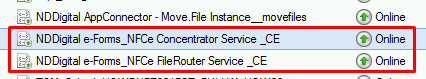 NDDigital AppConnector - Move.File Instance__movefiles Online
NDDigital e-Forms_NFCe Concentrator Service _CE Online
NDDigital e-Forms_NFCe FileRouter Service _CE Online